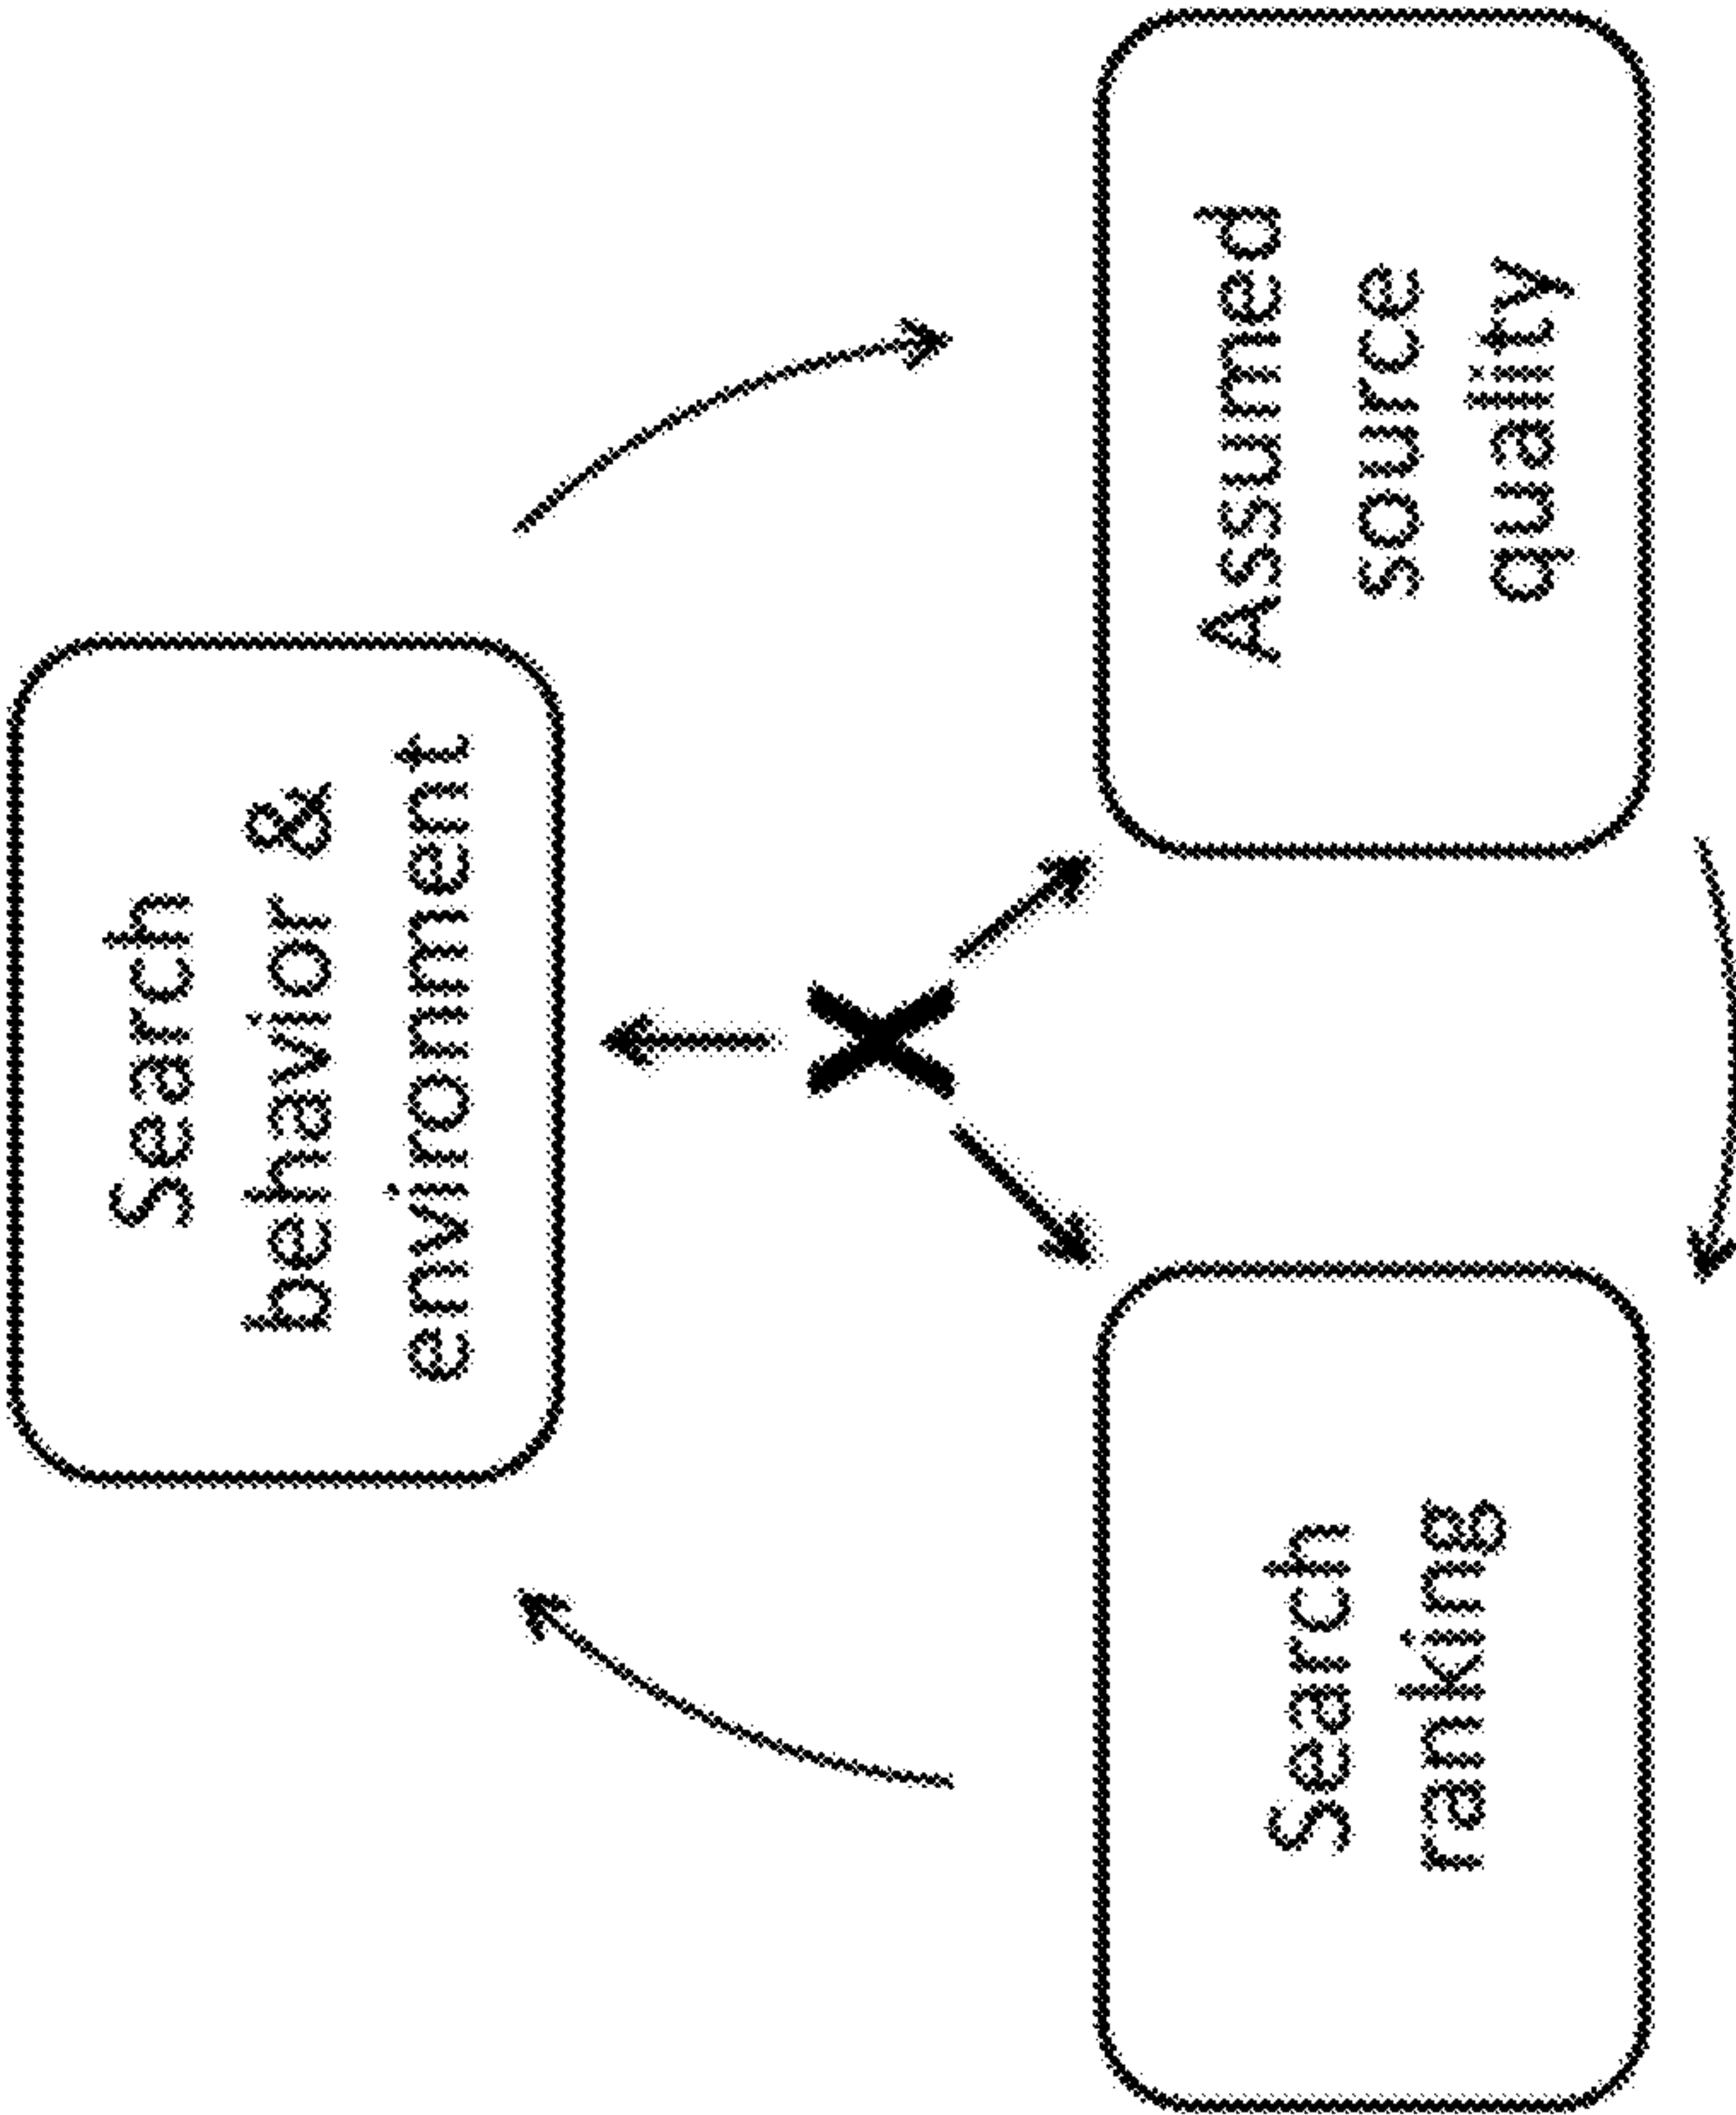 Search
behavior &
environment
Assumed
source
quality
Search
ranking
X